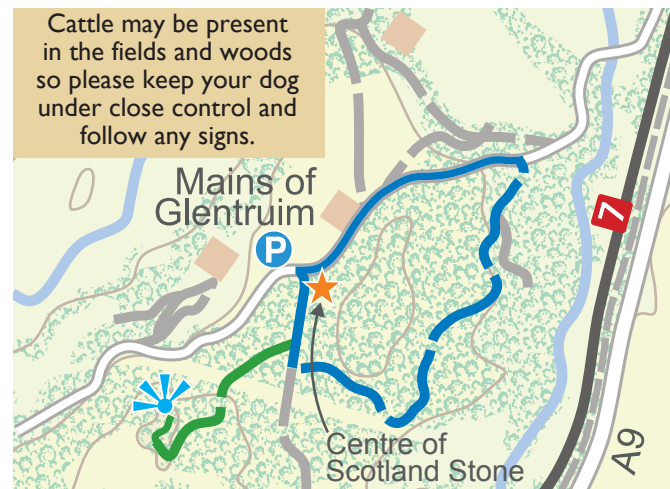 Cattle may be present
in the fields and woods
so please keep your dog
under close control and
follow any signs.
Mains of
Glentruim
P
7
Centre of
Scotland Stone
A9